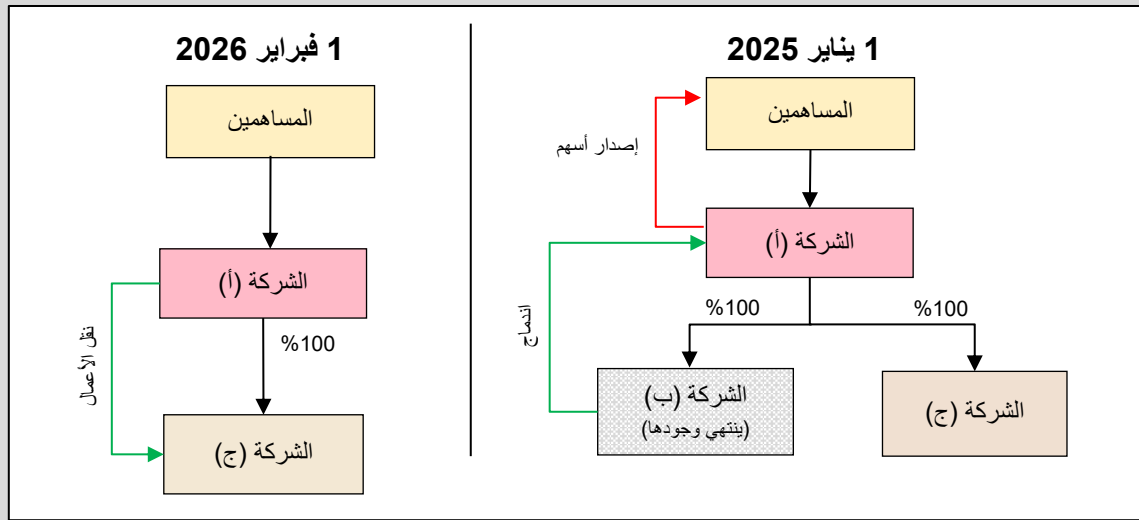 1 يناير 2025
المساهمين
إصدار أسهم
الشركة (أ)
اندماج
%100
%100
الشركة (ب)
(ينتهي وجودها)
الشركة (ج)
1 فبراير 2026
المساهمين
الشركة (أ)
نقل الأعمال
%100
الشركة (ج)